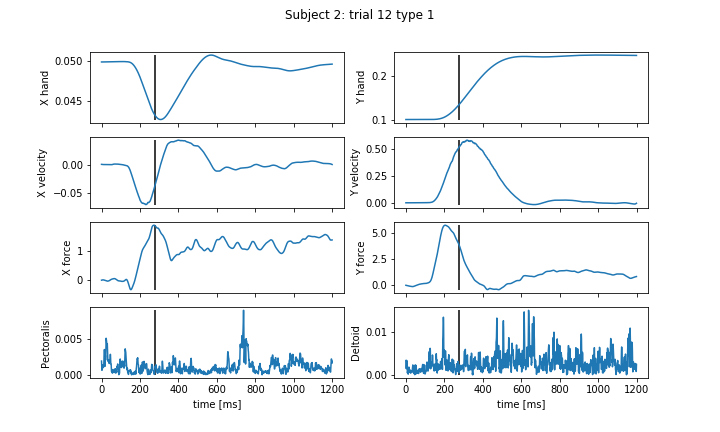 Subject 2: trial 12 type 1
X hand
0.050
0.045
Y hand
0.2
0.1
X velocity
0.00
−0.05
Y velocity
0.50
0.25
0.00
X force
1
0
Y force
5.0
2.5
0.0
Pectoralis
0.005
0.000
0 200 400 600 800 1000 1200
time [ms]
Deltoid
0.01
0.00
0 200 400 600 800 1000 1200
time [ms]